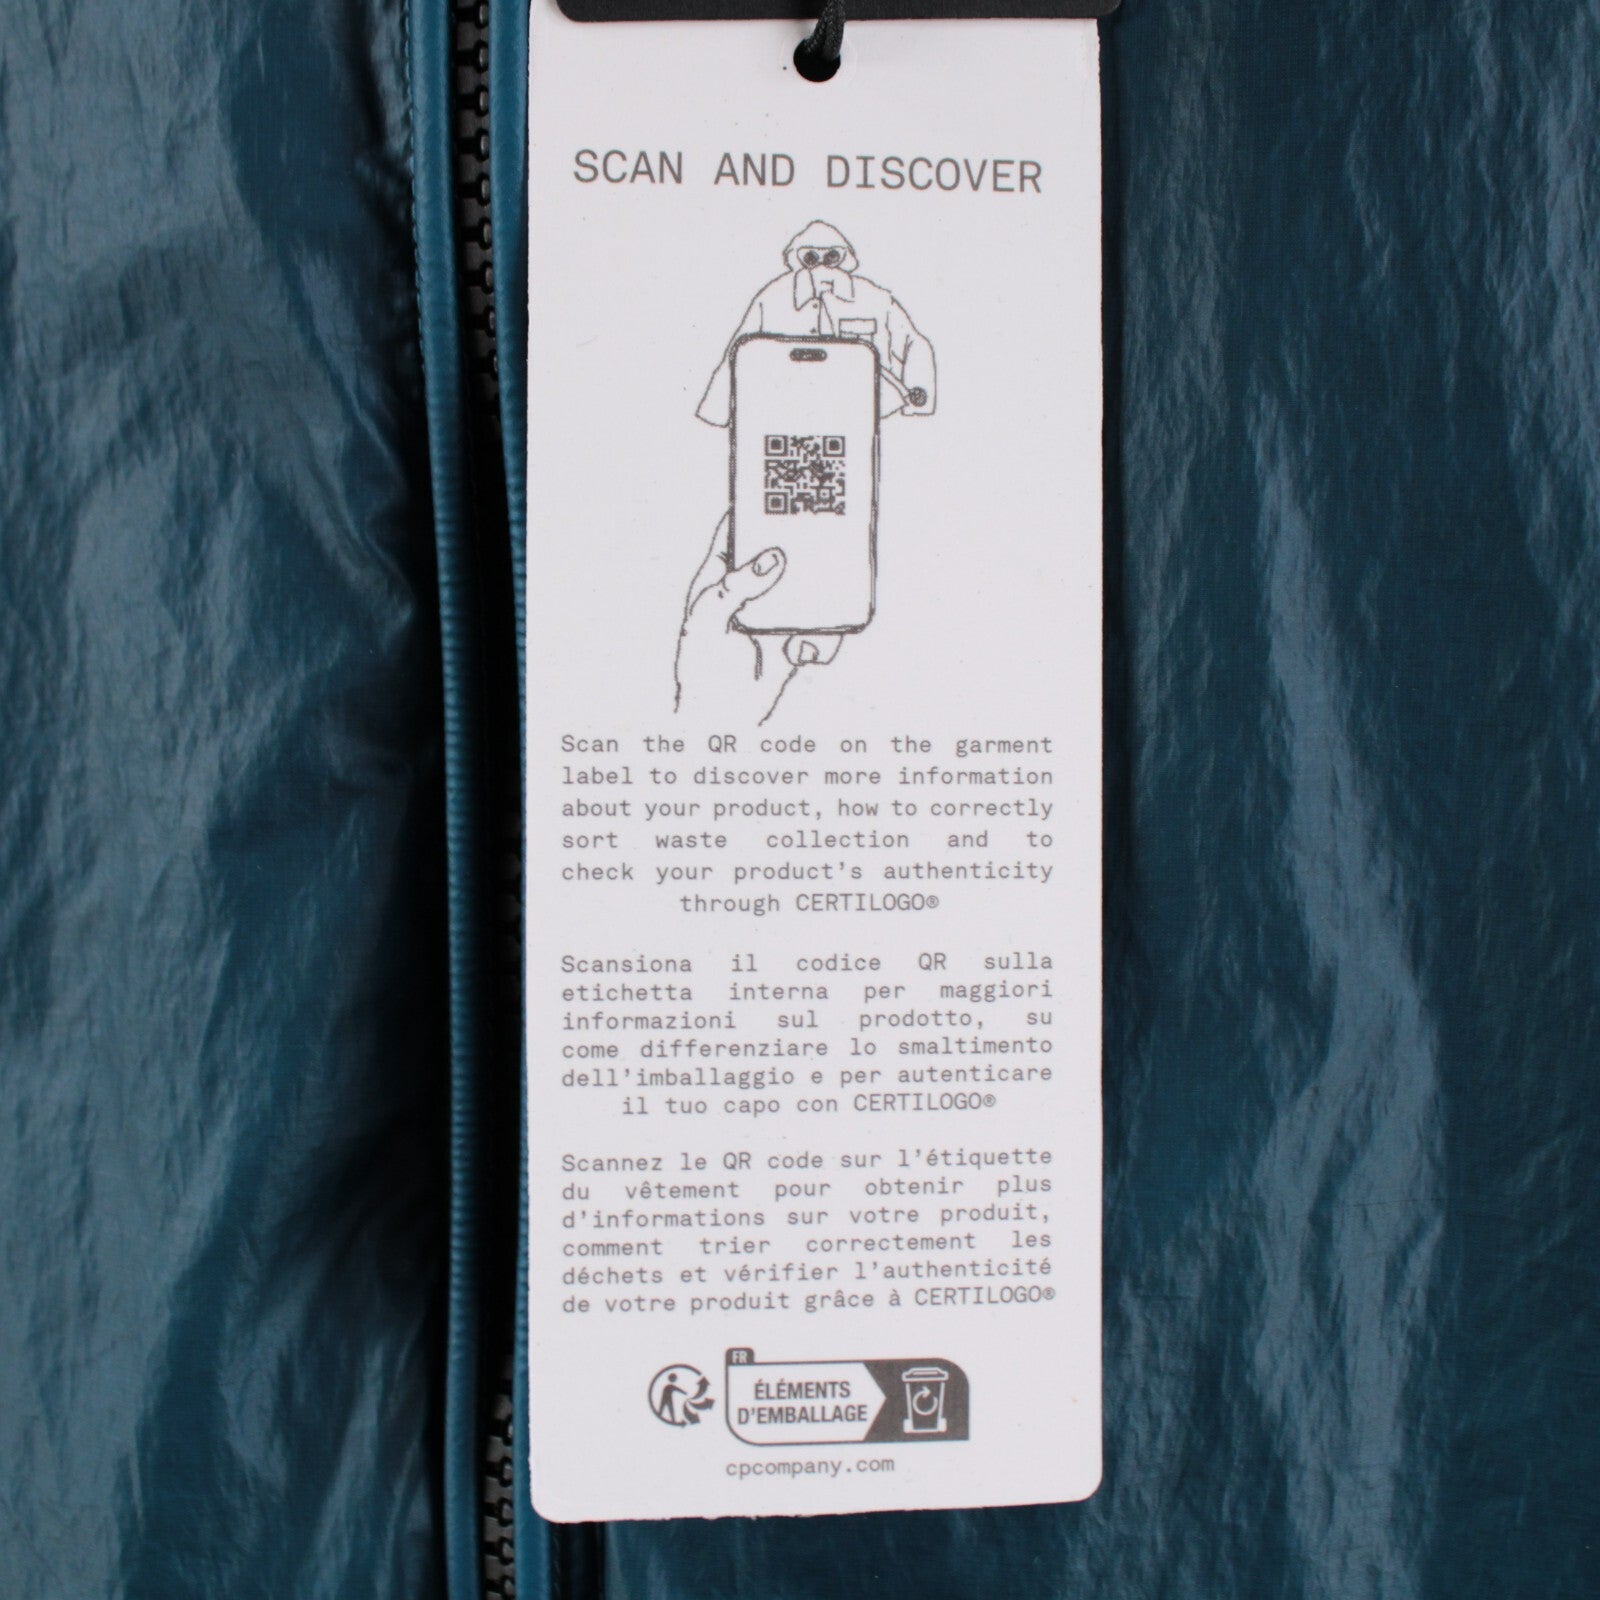 SCAN AND DISCOVER
Scan the QR code on the garment
label to discover more information
about your product, how to correctly
sort waste collection and to
check your product's authenticity
through CERTILOGO®
Scansiona il codice QR sulla
etichetta interna per maggiori
informazioni sul prodotto, su
come differenziare lo smaltimento
dell'imballaggio e per autenticare
il tuo capo con CERTILOGO®
Scannez le QR code sur l'étiquette
du vêtement pour obtenir plus
d'informations sur votre produit,
comment trier correctement les
déchets et vérifier l'authenticité
de votre produit grâce à CERTILOGO®
FR
ÉLÉMENTS
D'EMBALLAGE
cpcompany.com